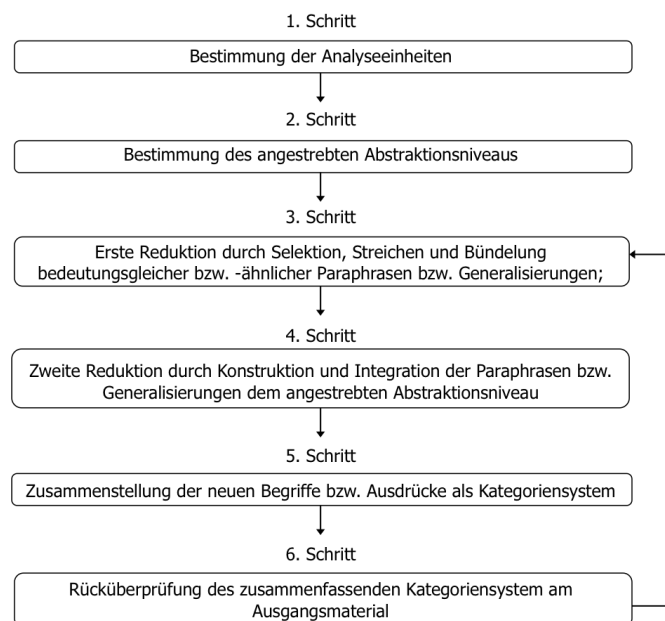 1. Schritt
Bestimmung der Analyseeinheiten
2. Schritt
Bestimmung des angestrebten Abstraktionsniveaus
3. Schritt
Erste Reduktion durch Selektion, Streichen und Bündelung
bedeutungsgleicher bzw. -ähnlicher Paraphrasen bzw. Generalisierungen;
4. Schritt
Zweite Reduktion durch Konstruktion und Integration der Paraphrasen bzw.
Generalisierungen dem angestrebten Abstraktionsniveau
5. Schritt
Zusammenstellung der neuen Begriffe bzw. Ausdrücke als Kategoriensystem
6. Schritt
Rücküberprüfung des zusammenfassenden Kategoriensystem am
Ausgangsmaterial